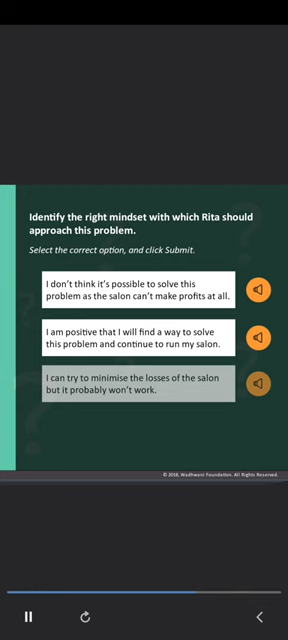 Identify the right mindset with which Rita should
approach this problem.
Select the correct option, and click Submit.
I don't think it's possible to solve this
problem as the salon can't make profits at all.
I am positive that I will find a way to solve
this problem and continue to run my salon.
I can try to minimise the losses of the salon
but it probably won't work.
© 2018, Wadhwani Foundation. All Rights Reserved.